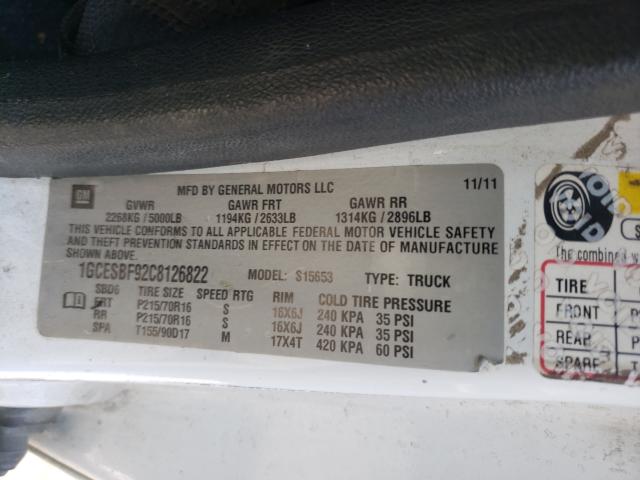 GM
MFD BY GENERAL MOTORS LLC 11/11
GVWR GAWR FRT GAWR RR
2268KG / 5000LB 1194KG / 2633LB 1314KG / 2896LB
THIS VEHICLE CONFORMS TO ALL APPLICABLE FEDERAL MOTOR VEHICLE SAFETY
STANDARDS IN EFFECT ON THE DATE OF MANUFACTURE
SHOWN ABOVE.
1GCESBF92C8126822 MODEL: S15653 TYPE: TRUCK
SBD6 TIRE SIZE SPEED RTG RIM COLD TIRE PRESSURE
FRT P215/70R16 S 16X6J 240 KPA 35 PSI
RR P215/70R16 S 16X6J 240 KPA 35 PSI
SPA T155/90D17 M 17X4T 420 KPA 60 PSI
The combined w
TIRE
FRONT P
REAR P
SPARE T